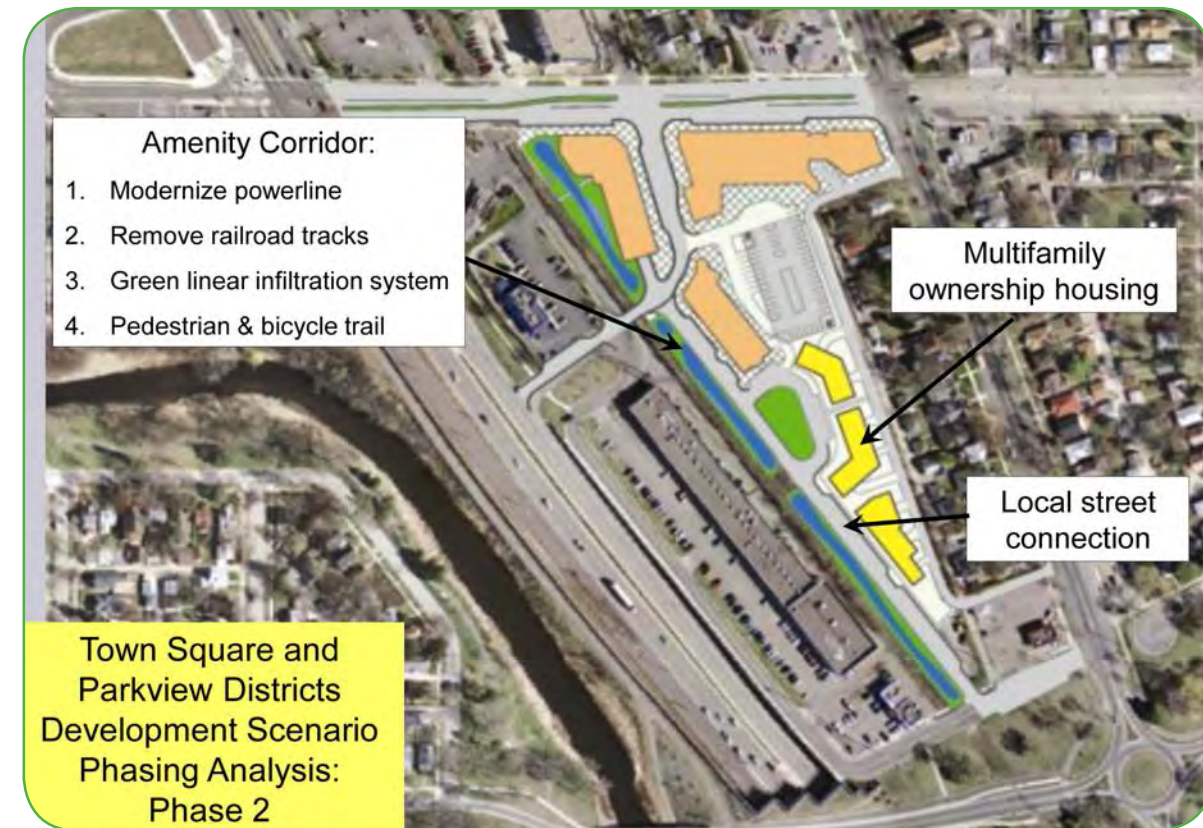 Amenity Corridor:
1. Modernize powerline
2. Remove railroad tracks
3. Green linear infiltration system
4. Pedestrian & bicycle trail
Multifamily
ownership housing
Local street
connection
Town Square and
Parkview Districts
Development Scenario
Phasing Analysis:
Phase 2